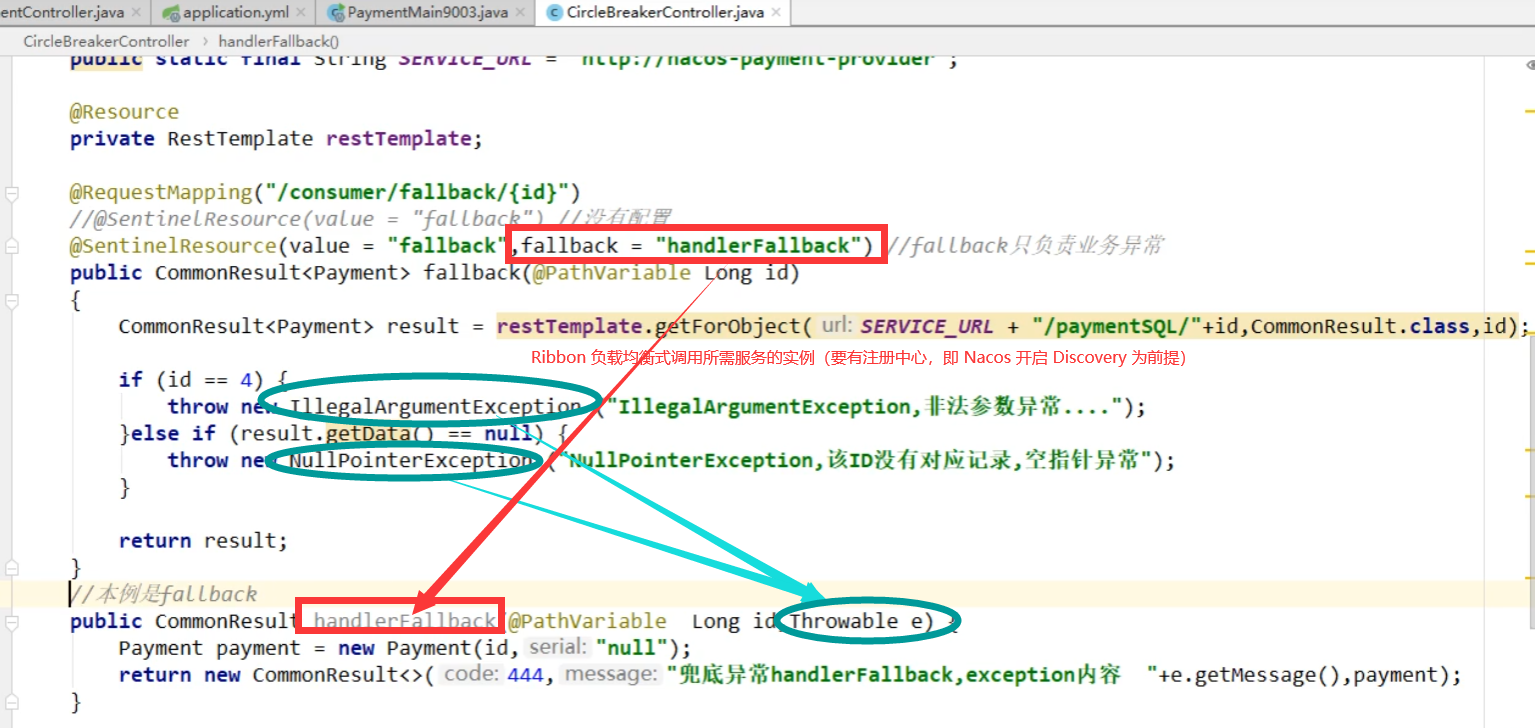 entController.java × application.yml × PaymentMain9003.java × CircleBreakerController.java ×
CircleBreakerController › handlerFallback()
public static final String SERVICE_URL = "http://nacos-payment-provider";
@Resource
private RestTemplate restTemplate;
@RequestMapping("/consumer/fallback/{id}")
//@SentinelResource(value = "fallback") //没有配置
@SentinelResource(value = "fallback",fallback = "handlerFallback") //fallback只负责业务异常
public CommonResult<Payment> fallback(@PathVariable Long id)
{
CommonResult<Payment> result = restTemplate.getForObject( url: SERVICE_URL + "/paymentSQL/"+id,CommonResult.class,id);
Ribbon 负载均衡式调用所需服务的实例（要有注册中心，即 Nacos 开启 Discovery 为前提）
if (id == 4) {
throw new IllegalArgumentException ("IllegalArgumentException,非法参数异常....");
}else if (result.getData() == null) {
throw new NullPointerException ("NullPointerException,该ID没有对应记录,空指针异常");
}
return result;
}
//本例是fallback
public CommonResult handlerFallback(@PathVariable Long id,Throwable e) {
Payment payment = new Payment(id, serial: "null");
return new CommonResult<>( code: 444, message: "兜底异常handlerFallback,exception内容 "+e.getMessage(),payment);
}